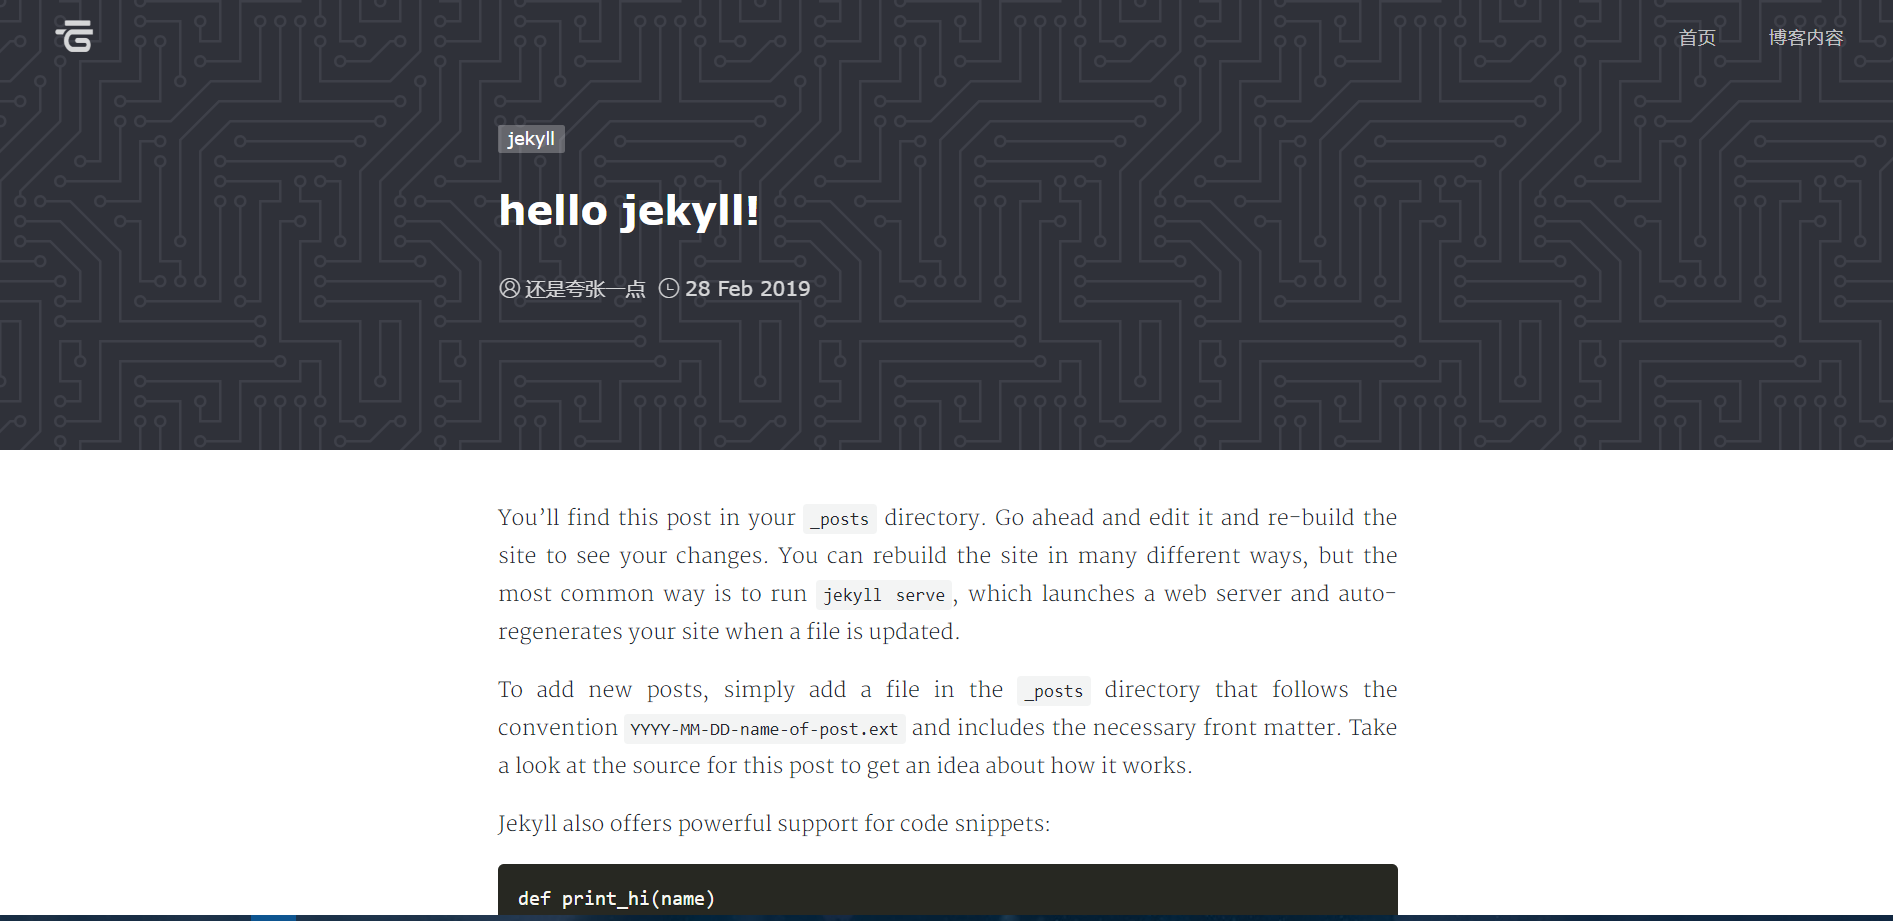 首页 博客内容
jekyll
hello jekyll!
还是夸张一点 28 Feb 2019
You’ll find this post in your _posts directory. Go ahead and edit it and re-build the
site to see your changes. You can rebuild the site in many different ways, but the
most common way is to run jekyll serve, which launches a web server and auto-
regenerates your site when a file is updated.
To add new posts, simply add a file in the _posts directory that follows the
convention YYYY-MM-DD-name-of-post.ext and includes the necessary front matter. Take
a look at the source for this post to get an idea about how it works.
Jekyll also offers powerful support for code snippets:
def print_hi(name)